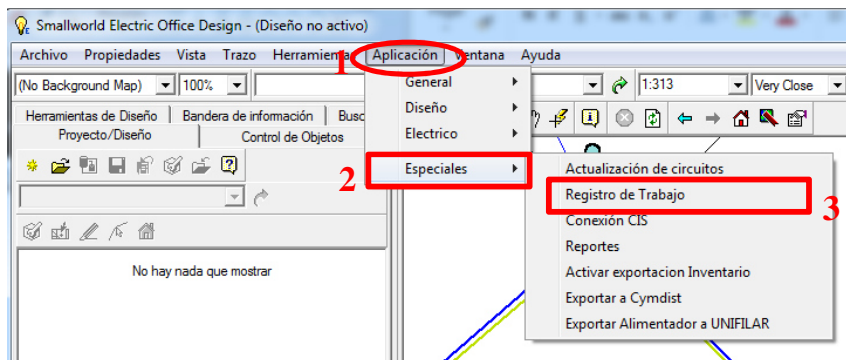 Smallworld Electric Office Design - (Diseño no activo)
Archivo Propiedades Vista Trazo Herramientas Aplicación Ventana Ayuda
1
(No Background Map) 100% 1:313 Very Close
General
Diseño
Electrico
Especiales
2
Herramientas de Diseño Bandera de información Busc
Proyecto/Diseño Control de Objetos
Actualización de circuitos
Registro de Trabajo
3
Conexión CIS
Reportes
Activar exportacion Inventario
Exportar a Cymdist
Exportar Alimentador a UNIFILAR
No hay nada que mostrar